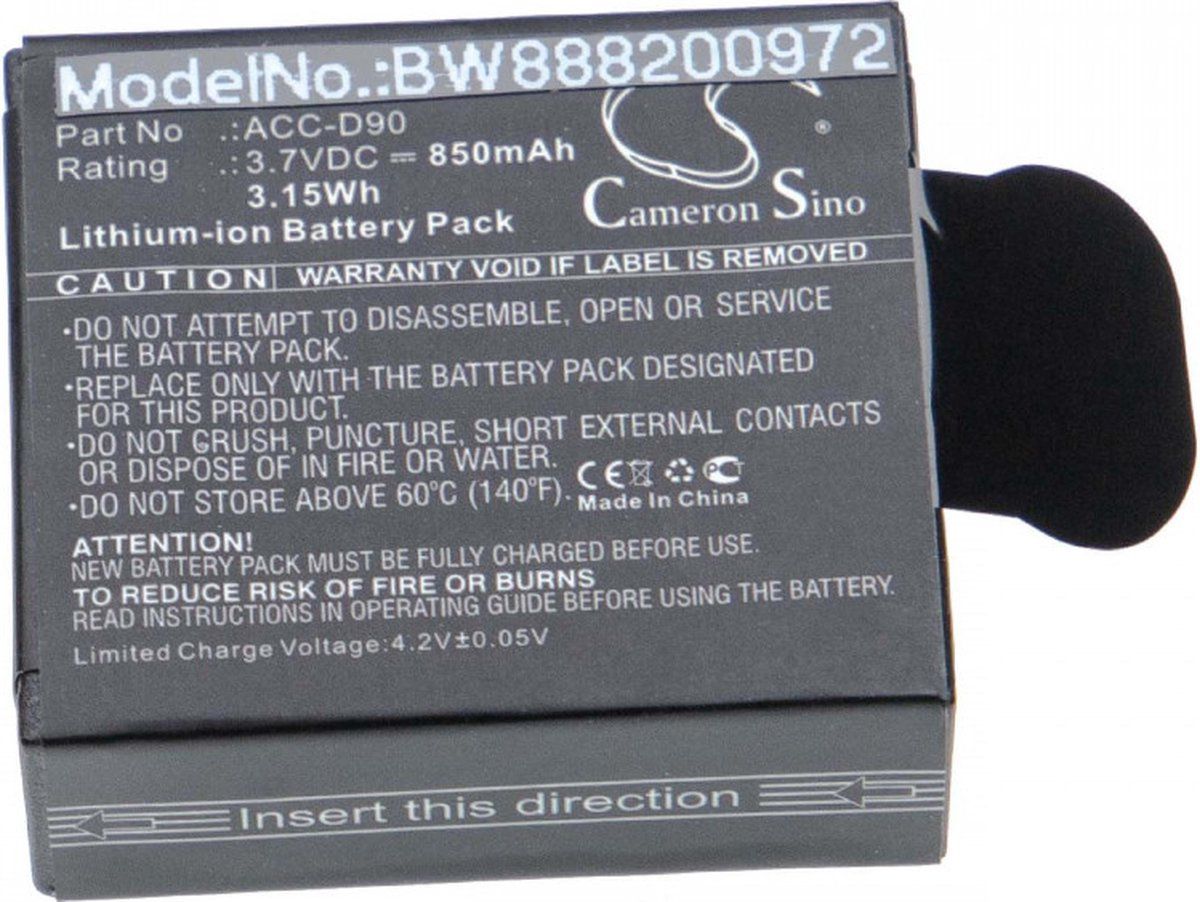 ModelNo.:BW888200972
Part No .:ACC-D90
Rating .:3.7VDC ⎓ 850mAh
3.15Wh
Lithium-ion Battery Pack
CS
®
Cameron Sino
CAUTION WARRANTY VOID IF LABEL IS REMOVED
·DO NOT ATTEMPT TO DISASSEMBLE, OPEN OR SERVICE
THE BATTERY PACK.
·REPLACE ONLY WITH THE BATTERY PACK DESIGNATED
FOR THIS PRODUCT.
·DO NOT CRUSH, PUNCTURE, SHORT EXTERNAL CONTACTS
OR DISPOSE OF IN FIRE OR WATER.
·DO NOT STORE ABOVE 60°C (140°F).
CE
Made In China
ATTENTION!
NEW BATTERY PACK MUST BE FULLY CHARGED BEFORE USE.
TO REDUCE RISK OF FIRE OR BURNS
READ INSTRUCTIONS IN OPERATING GUIDE BEFORE USING THE BATTERY.
Limited Charge Voltage:4.2V±0.05V
Insert this direction